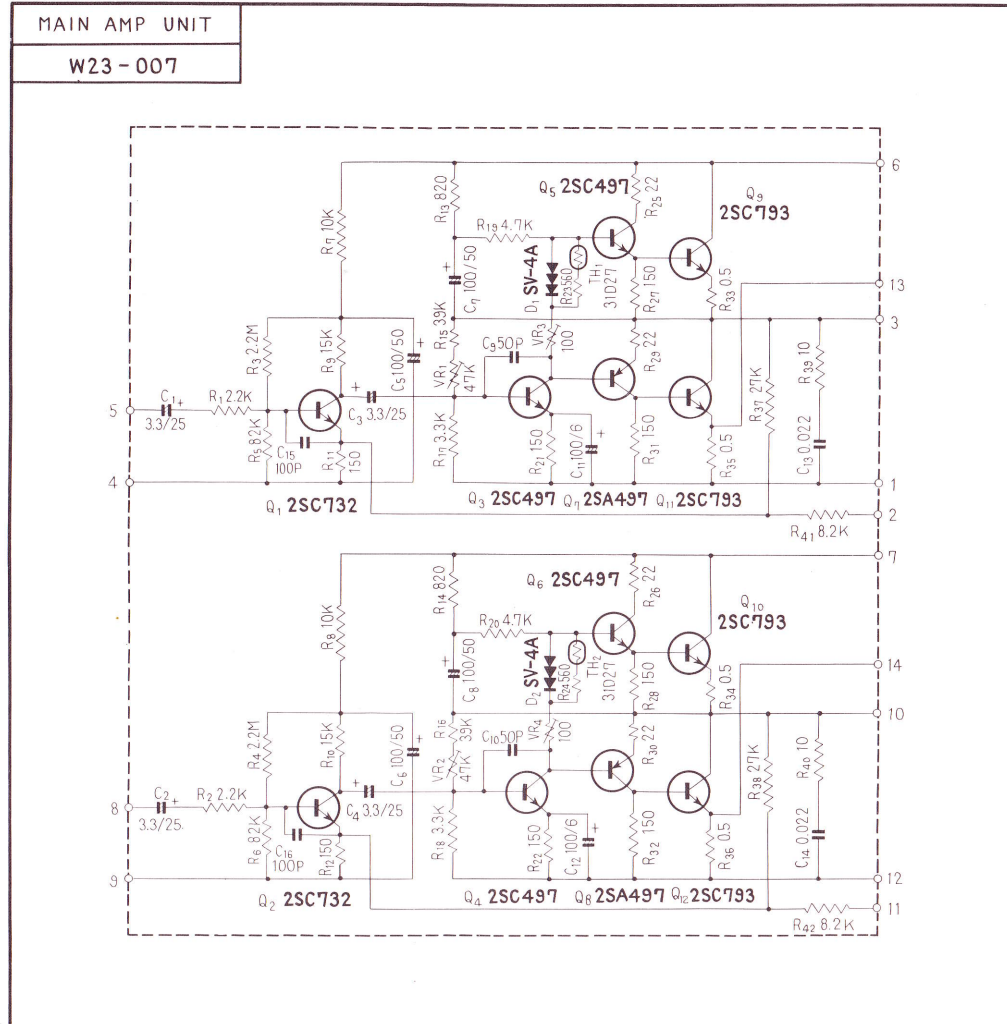 MAIN AMP UNIT
W23-007
6
R13 820
Q5 2SC497
R25 22
Q9
2SC793
R7 10K
R19 4.7K
C7 100/50
+
D1 SV-4A
R23 560
TH1
31D27
R27 150
R33 0.5
13
3
R3 2.2M
R9 15K
C5 100/50
+
R15 39K
VR1
47K
C9 50P
VR3
100
R29 22
R37 27K
R39 10
5
C1 +
3.3/25
R1 2.2K
+
C3 3.3/25
R5 82K
C15
100P
R11
150
R17 3.3K
R21 150
C11 100/6
+
R31 150
R35 0.5
C13 0.022
4
1
Q1 2SC732
Q3 2SC497
Q7 2SA497
Q11 2SC793
2
R41 8.2K
7
R14 820
Q6 2SC497
R26 22
Q10
2SC793
R8 10K
R20 4.7K
C8 100/50
+
D2 SV-4A
R24 560
TH2
31D27
R28 150
R34 0.5
14
10
R4 2.2M
R10 15K
C6 100/50
+
R16
39K
VR2
47K
C10 50P
VR4
100
R30 22
R38 27K
R40 10
8
C2
+
3.3/25
R2 2.2K
+
C4 3.3/25
R6 82K
C16
100P
R12 150
R18 3.3K
R22 150
C12 100/6
+
R32 150
R36 0.5
C14 0.022
9
12
Q2 2SC732
Q4 2SC497
Q8 2SA497
Q12 2SC793
11
R42 8.2K